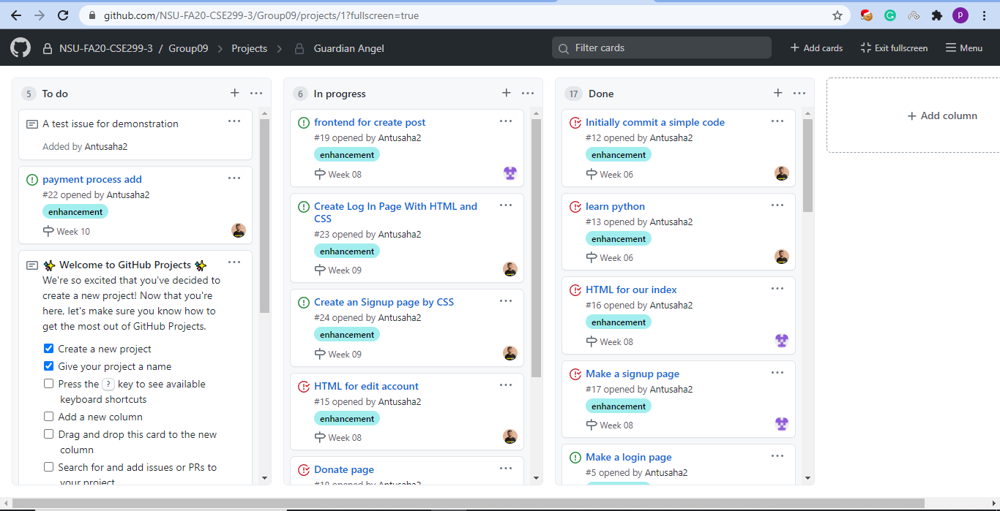 github.com/NSU-FA20-CSE299-3/Group09/projects/1?fullscreen=true
P
NSU-FA20-CSE299-3 / Group09 > Projects > Guardian Angel
Filter cards
+ Add cards
Exit fullscreen
Menu
5 To do
A test issue for demonstration
Added by Antusaha2
payment process add
#22 opened by Antusaha2
enhancement
Week 10
✨ Welcome to GitHub Projects ✨
We're so excited that you've decided to
create a new project! Now that you're
here, let's make sure you know how to
get the most out of GitHub Projects.
Create a new project
Give your project a name
Press the ? key to see available
keyboard shortcuts
Add a new column
Drag and drop this card to the new
column
Search for and add issues or PRs to
your project
6 In progress
frontend for create post
#19 opened by Antusaha2
enhancement
Week 08
Create Log In Page With HTML and
CSS
#23 opened by Antusaha2
enhancement
Week 09
Create an Signup page by CSS
#24 opened by Antusaha2
enhancement
Week 09
HTML for edit account
#15 opened by Antusaha2
enhancement
Week 08
Donate page
#18 opened by Antusaha2
17 Done
Initially commit a simple code
#12 opened by Antusaha2
enhancement
Week 06
learn python
#13 opened by Antusaha2
enhancement
Week 06
HTML for our index
#16 opened by Antusaha2
enhancement
Week 08
Make a signup page
#17 opened by Antusaha2
enhancement
Week 08
Make a login page
#5 opened by Antusaha2
+ Add column